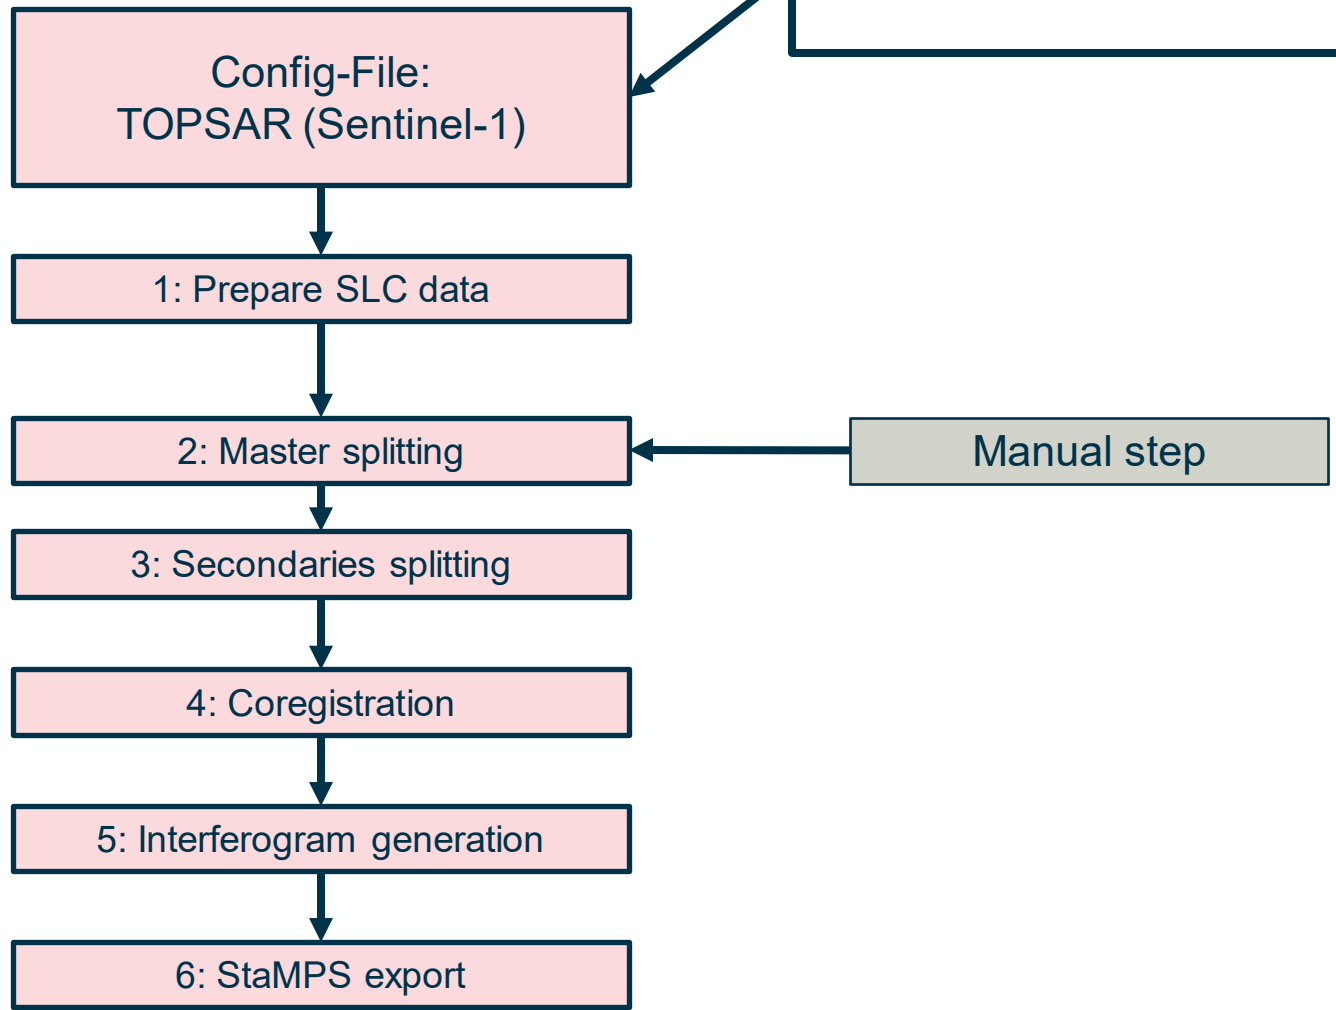 Config-File:
TOPSAR (Sentinel-1)
1: Prepare SLC data
2: Master splitting
Manual step
3: Secondaries splitting
4: Coregistration
5: Interferogram generation
6: StaMPS export